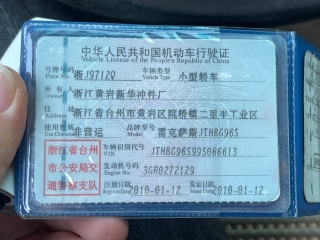 中华人民共和国机动车行驶证
Vehicle License of the People's Republic of China
号牌号码 浙J9712Q 车辆类型 小型轿车
Plate No. Vehicle Type
所有人 浙江黄岩新华冲件厂
Owner
住址 浙江省台州市黄岩区院桥镇二里半工业区
Address
使用性质 非营运 品牌型号 雷克萨斯JTHBG96S
Use Character Model
浙江省台州市公安局交通警察支队
车辆识别代号 JTHBG96S995066613
VIN
发动机号码 3GR0272129
Engine No.
注册日期 2010-01-12 发证日期 2010-01-12
Register Date Issue Date